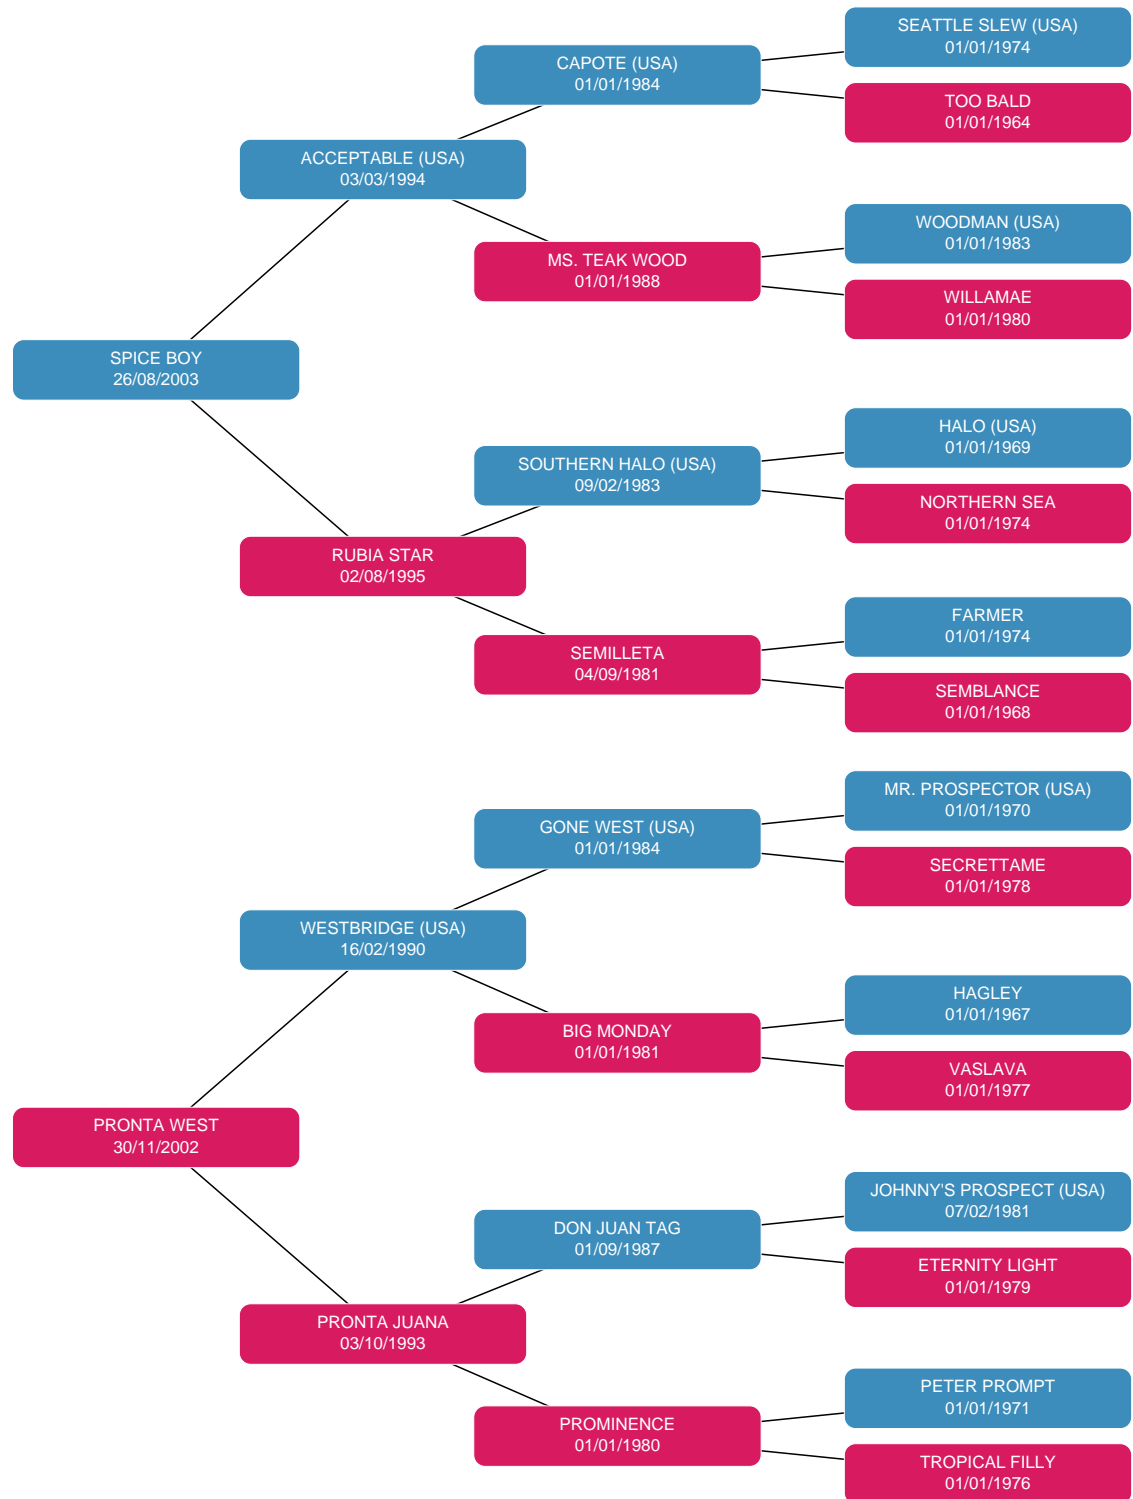 SEATTLE SLEW (USA)
01/01/1974
CAPOTE (USA)
01/01/1984
TOO BALD
01/01/1964
ACCEPTABLE (USA)
03/03/1994
WOODMAN (USA)
01/01/1983
MS. TEAK WOOD
01/01/1988
WILLAMAE
01/01/1980
SPICE BOY
26/08/2003
HALO (USA)
01/01/1969
SOUTHERN HALO (USA)
09/02/1983
NORTHERN SEA
01/01/1974
RUBIA STAR
02/08/1995
FARMER
01/01/1974
SEMILLETA
04/09/1981
SEMBLANCE
01/01/1968
MR. PROSPECTOR (USA)
01/01/1970
GONE WEST (USA)
01/01/1984
SECRETTAME
01/01/1978
WESTBRIDGE (USA)
16/02/1990
HAGLEY
01/01/1967
BIG MONDAY
01/01/1981
VASLAVA
01/01/1977
PRONTA WEST
30/11/2002
JOHNNY'S PROSPECT (USA)
07/02/1981
DON JUAN TAG
01/09/1987
ETERNITY LIGHT
01/01/1979
PRONTA JUANA
03/10/1993
PETER PROMPT
01/01/1971
PROMINENCE
01/01/1980
TROPICAL FILLY
01/01/1976